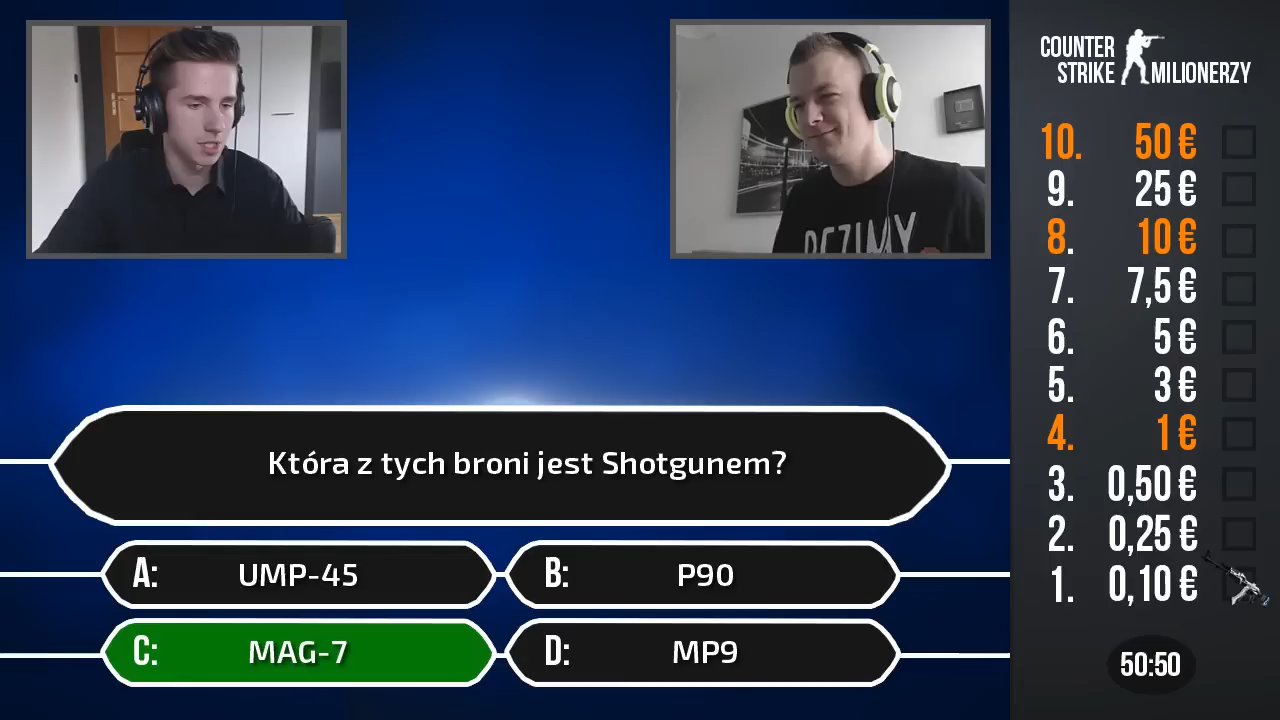 COUNTER
STRIKE MILIONERZY
10. 50 €
9. 25 €
8. 10 €
7. 7,5 €
6. 5 €
5. 3 €
4. 1 €
3. 0,50 €
2. 0,25 €
1. 0,10 €
50:50
Która z tych broni jest Shotgunem?
A: UMP-45
B: P90
C: MAG-7
D: MP9